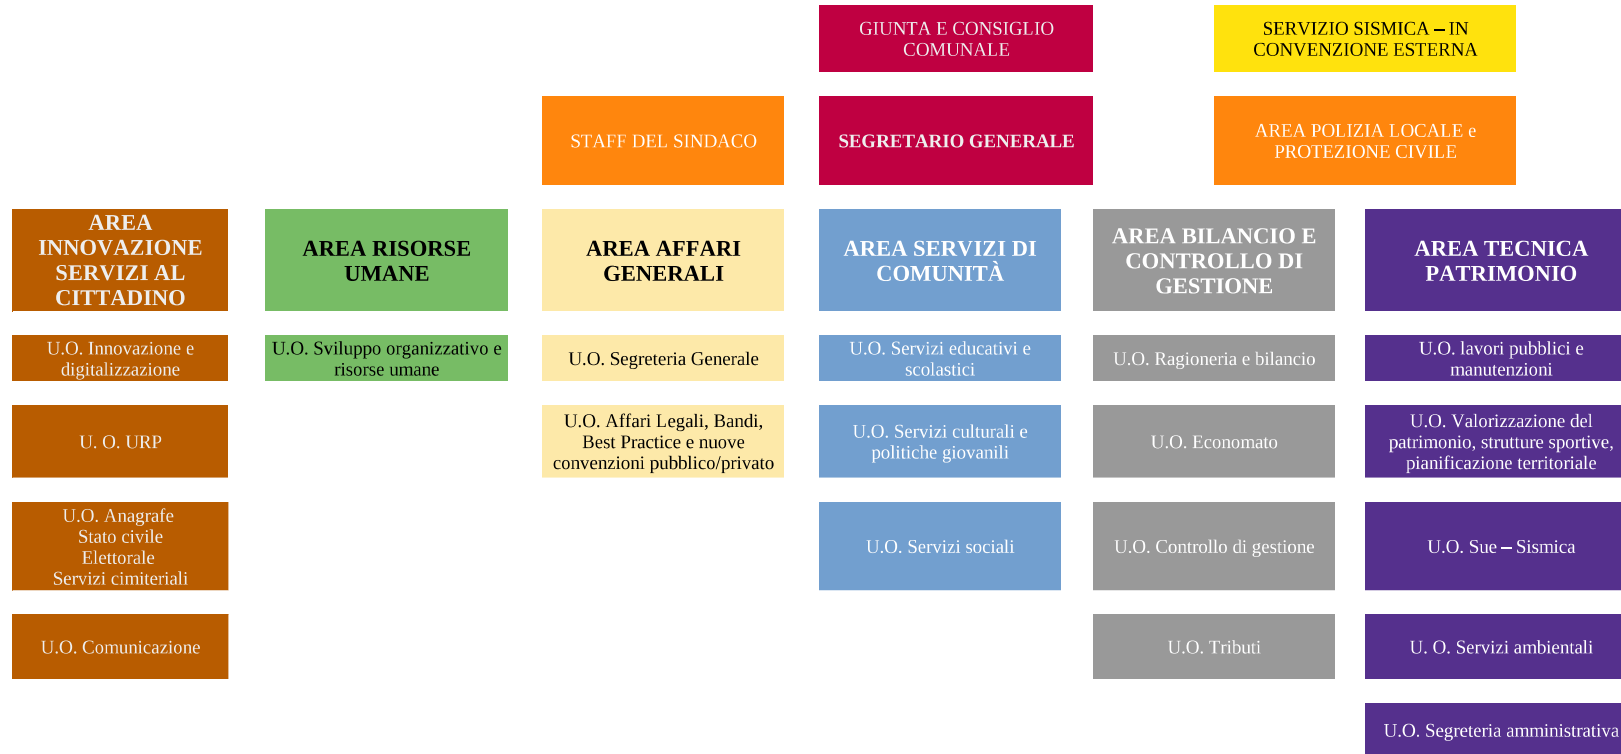 GIUNTA E CONSIGLIO
COMUNALE
SERVIZIO SISMICA – IN
CONVENZIONE ESTERNA
STAFF DEL SINDACO
SEGRETARIO GENERALE
AREA POLIZIA LOCALE e
PROTEZIONE CIVILE
AREA
INNOVAZIONE
SERVIZI AL
CITTADINO
AREA RISORSE
UMANE
AREA AFFARI
GENERALI
AREA SERVIZI DI
COMUNITÀ
AREA BILANCIO E
CONTROLLO DI
GESTIONE
AREA TECNICA
PATRIMONIO
U.O. Innovazione e
digitalizzazione
U.O. Sviluppo organizzativo e
risorse umane
U.O. Segreteria Generale
U.O. Servizi educativi e
scolastici
U.O. Ragioneria e bilancio
U.O. lavori pubblici e
manutenzioni
U. O. URP
U.O. Affari Legali, Bandi,
Best Practice e nuove
convenzioni pubblico/privato
U.O. Servizi culturali e
politiche giovanili
U.O. Economato
U.O. Valorizzazione del
patrimonio, strutture sportive,
pianificazione territoriale
U.O. Anagrafe
Stato civile
Elettorale
Servizi cimiteriali
U.O. Servizi sociali
U.O. Controllo di gestione
U.O. Sue – Sismica
U.O. Comunicazione
U.O. Tributi
U. O. Servizi ambientali
U.O. Segreteria amministrativa